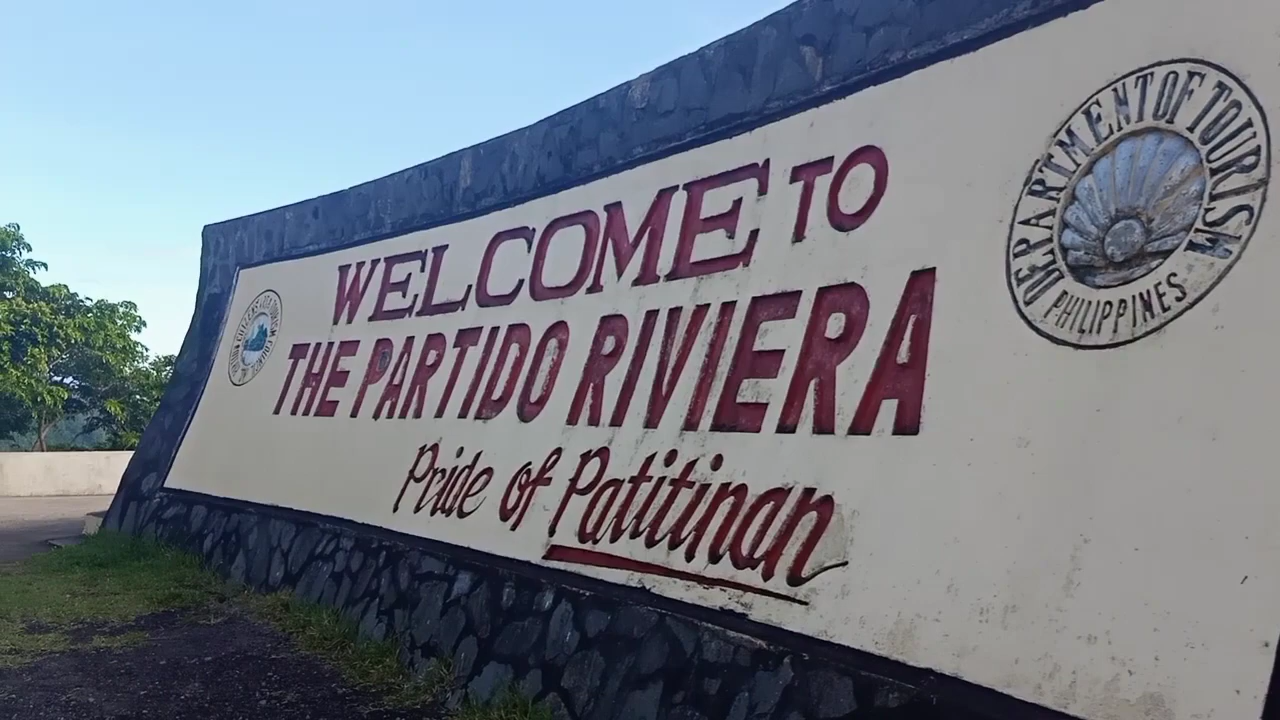 WELCOME TO
THE PARTIDO RIVIERA
Pride of Patitinan
DEPARTMENT OF TOURISM
PHILIPPINES